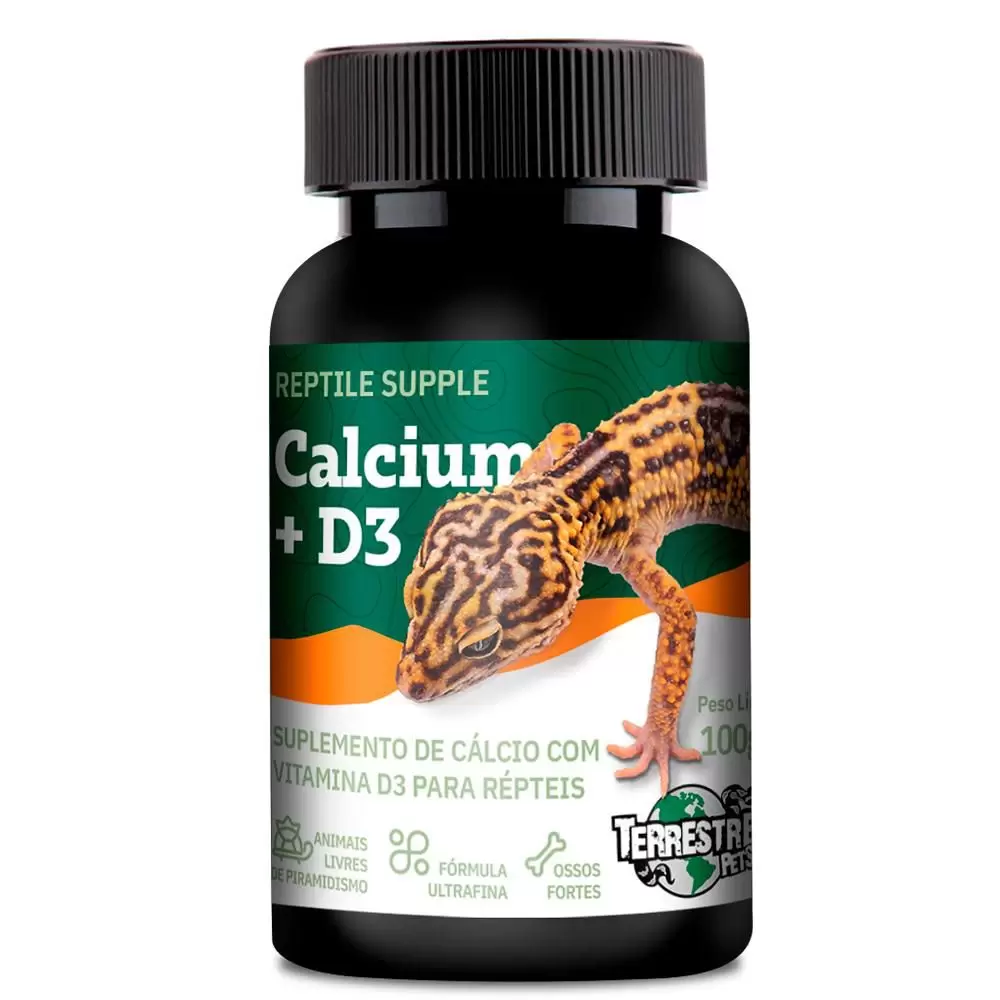 REPTILE SUPPLE
Calcium
+ D3
Peso
100g
SUPLEMENTO DE CÁLCIO COM
VITAMINA D3 PARA RÉPTEIS
ANIMAIS
LIVRES
DE PIRAMIDISMO
FÓRMULA
ULTRAFINA
OSSOS
FORTES
TERRESTRE
PETS